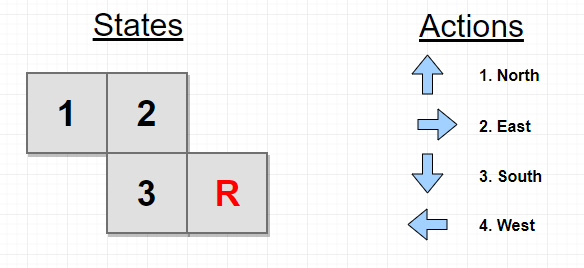 States
Actions
1 2
3 R
1. North
2. East
3. South
4. West